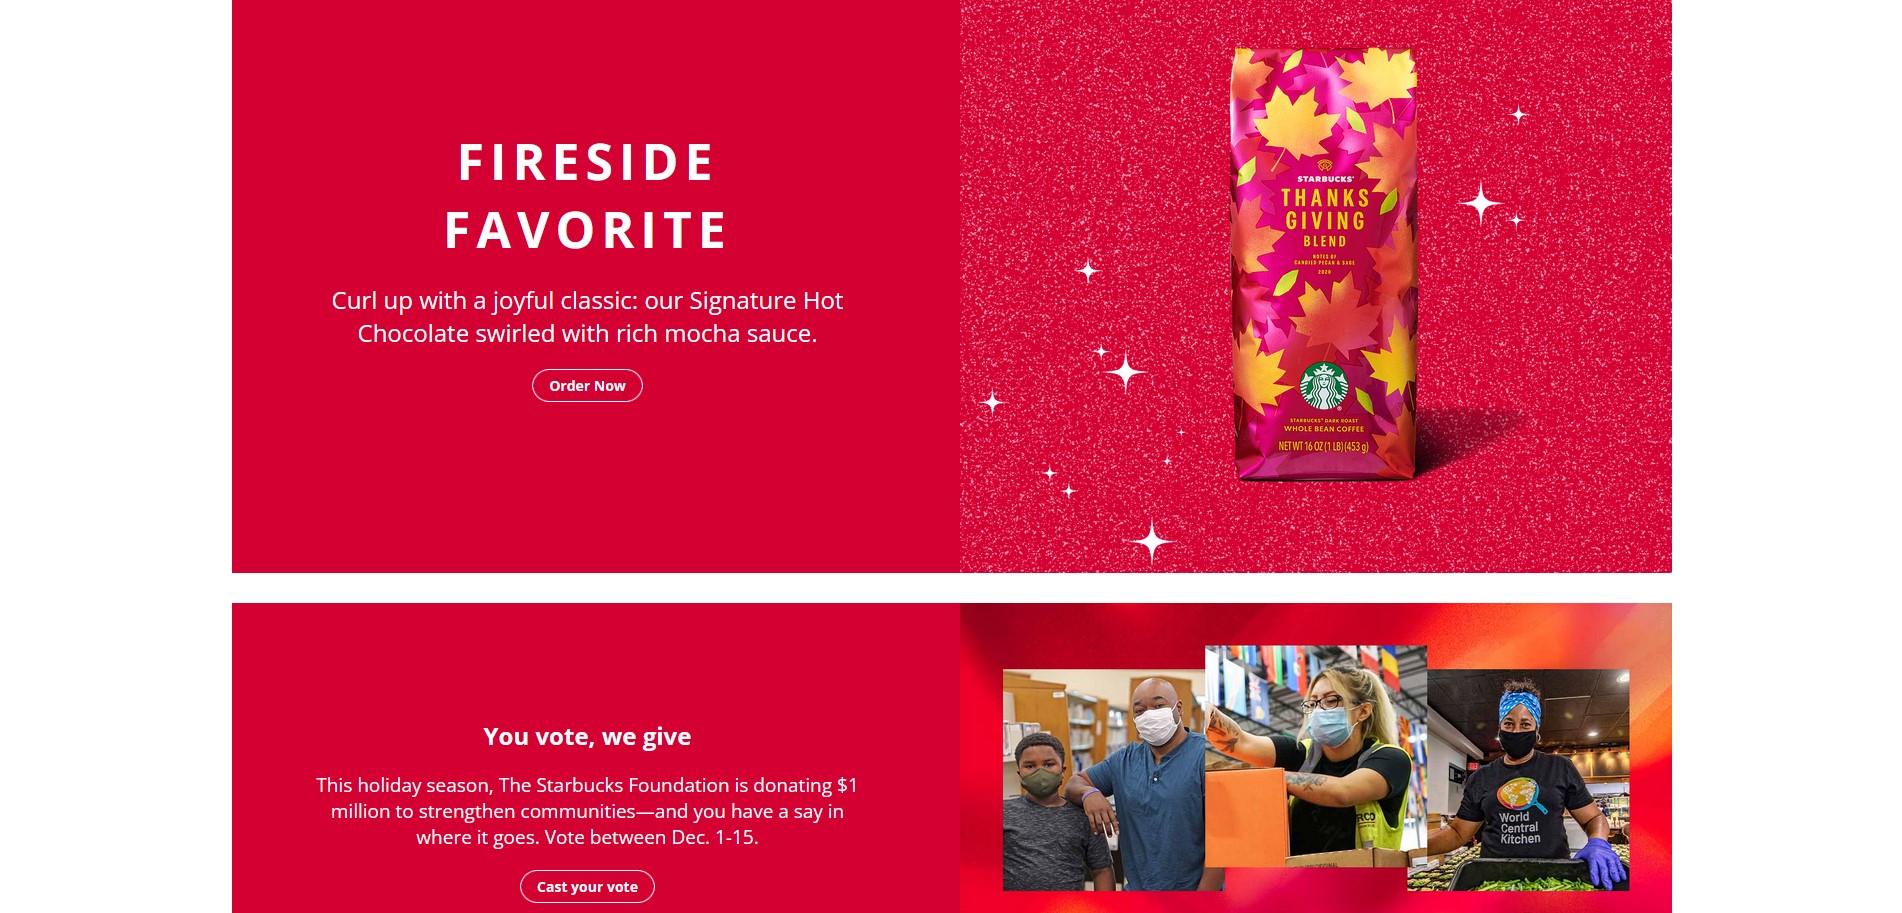 FIRESIDE
FAVORITE
Curl up with a joyful classic: our Signature Hot
Chocolate swirled with rich mocha sauce.
Order Now
STARBUCKS®
THANKS
GIVING
BLEND
NOTES OF
CANDIED PECAN & SAGE
2020
STARBUCKS® DARK ROAST
WHOLE BEAN COFFEE
NET WT 16 OZ (1 LB) (453 g)
You vote, we give
This holiday season, The Starbucks Foundation is donating $1
million to strengthen communities—and you have a say in
where it goes. Vote between Dec. 1-15.
Cast your vote
World
Central
Kitchen